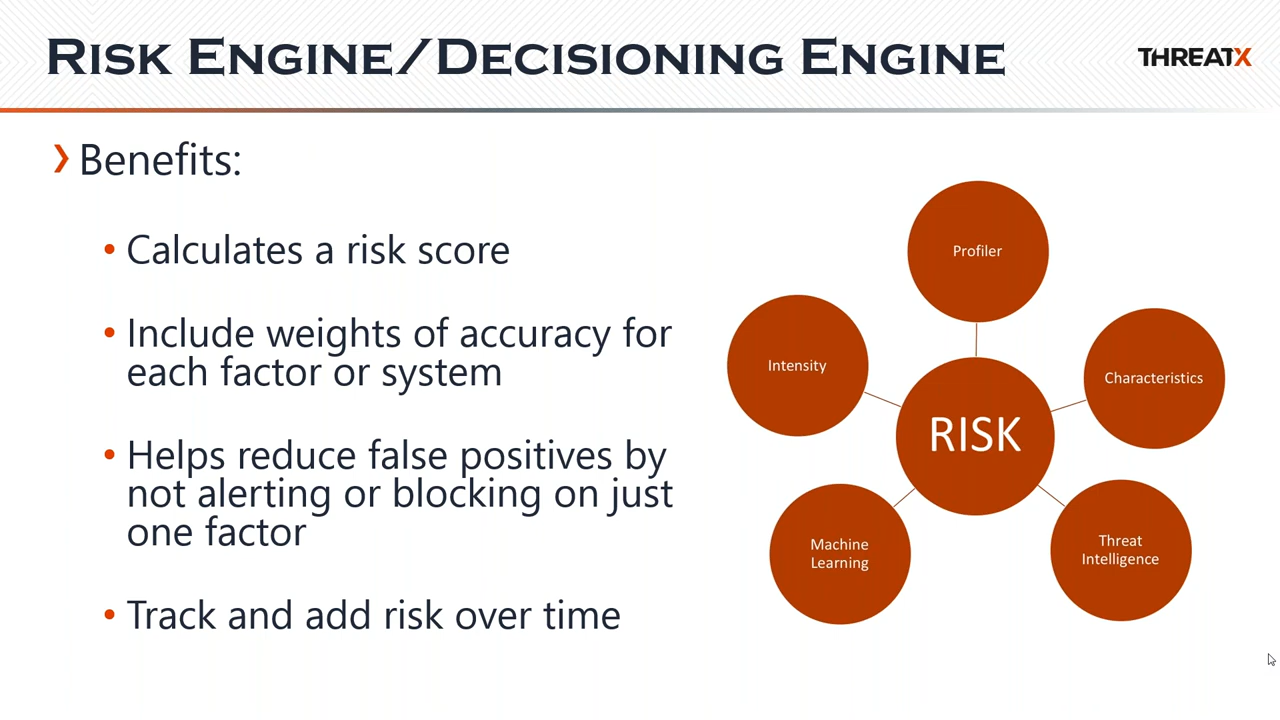 Risk Engine/Decisioning Engine
THREATX
Benefits:
Calculates a risk score
Include weights of accuracy for
each factor or system
Helps reduce false positives by
not alerting or blocking on just
one factor
Track and add risk over time
Profiler
Intensity
Characteristics
RISK
Machine
Learning
Threat
Intelligence